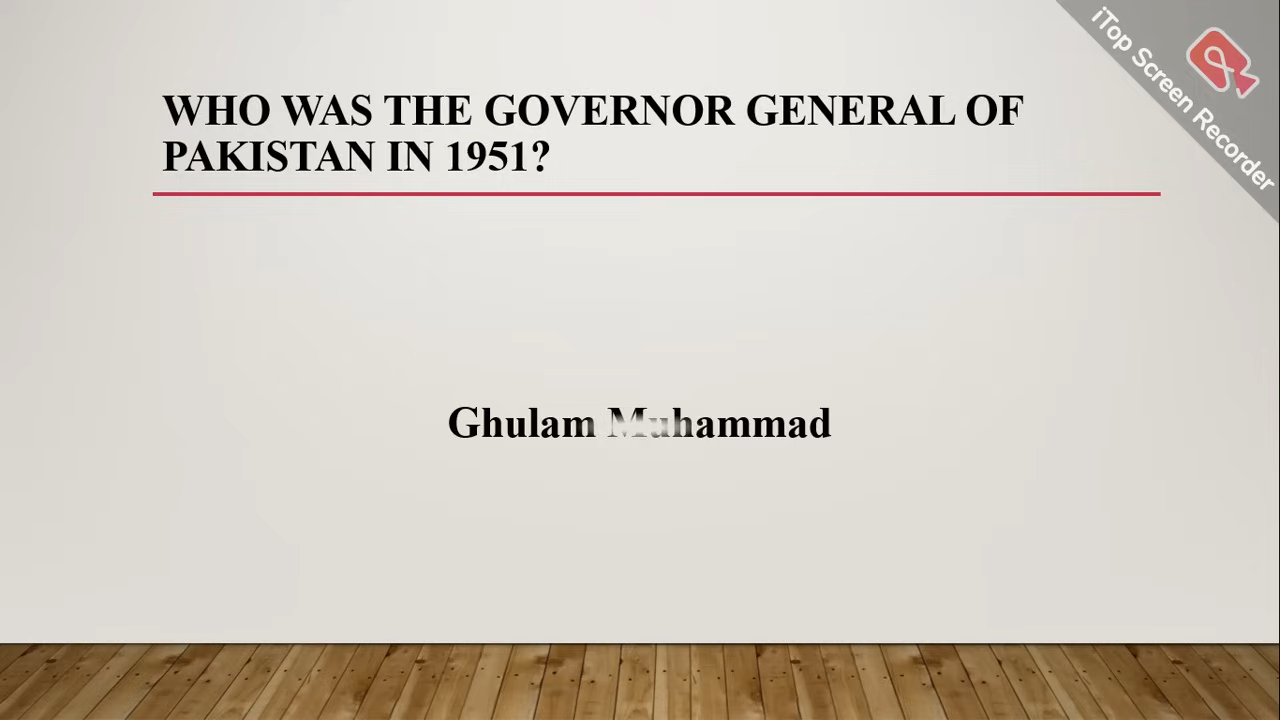 iTop Screen Recorder
WHO WAS THE GOVERNOR GENERAL OF
PAKISTAN IN 1951?
Ghulam Muhammad